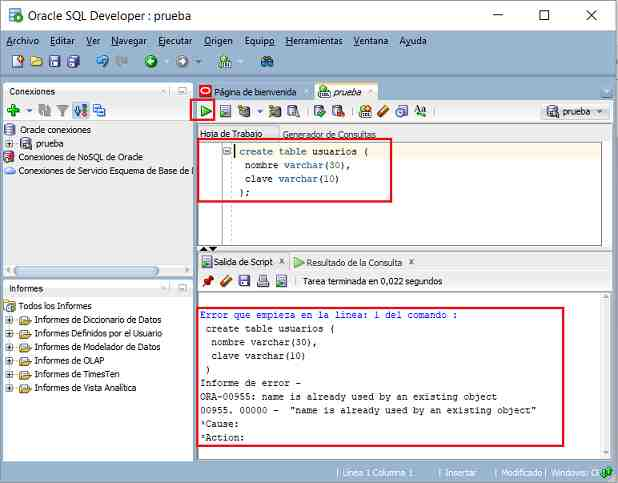 Oracle SQL Developer : prueba
Archivo Editar Ver Navegar Ejecutar Origen Equipo Herramientas Ventana Ayuda
Conexiones
Oracle conexiones
prueba
Conexiones de NoSQL de Oracle
Conexiones de Servicio Esquema de Base de
Informes
Todos los Informes
Informes de Diccionario de Datos
Informes Definidos por el Usuario
Informes de Modelador de Datos
Informes de OLAP
Informes de TimesTen
Informes de Vista Analítica
Página de bienvenida prueba
prueba
Hoja de Trabajo Generador de Consultas
create table usuarios (
nombre varchar(30),
clave varchar(10)
);
Salida de Script Resultado de la Consulta
Tarea terminada en 0,022 segundos
Error que empieza en la línea: 1 del comando :
create table usuarios (
nombre varchar(30),
clave varchar(10)
)
Informe de error -
ORA-00955: name is already used by an existing object
00955. 00000 - "name is already used by an existing object"
*Cause:
*Action:
Línea 1 Columna 1 Insertar Modificado Windows: